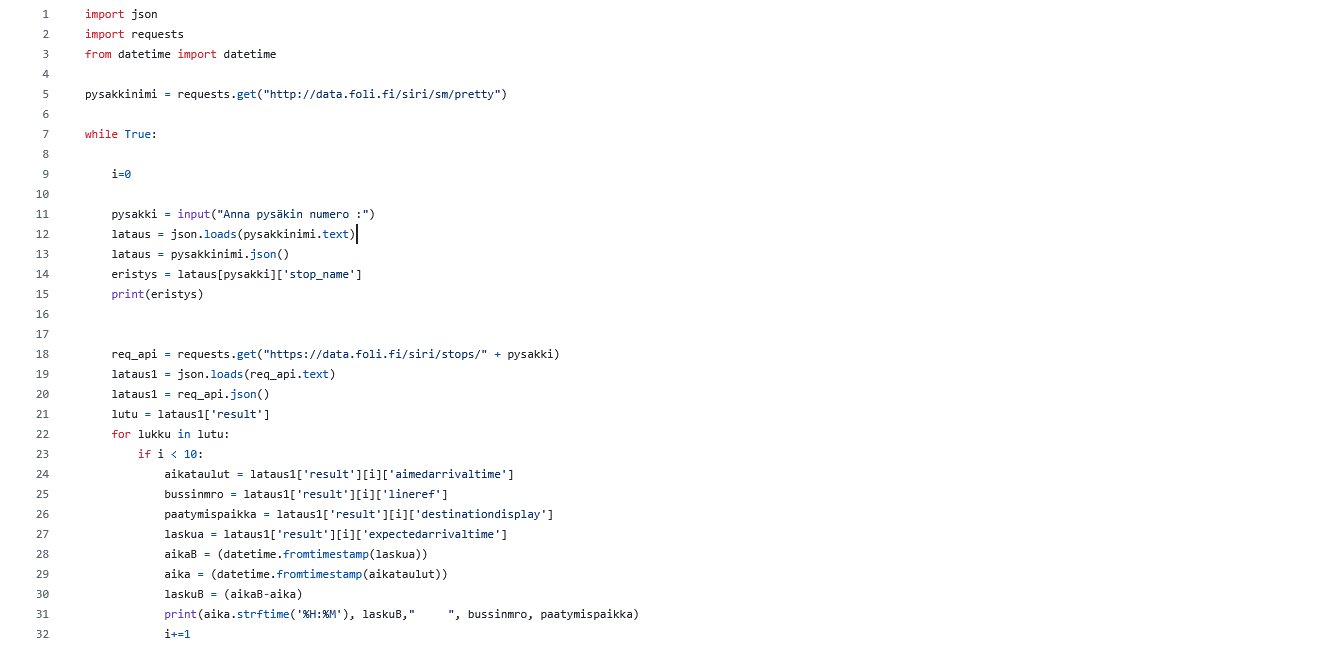 1 import json
2 import requests
3 from datetime import datetime
4
5 pysakkinimi = requests.get("http://data.foli.fi/siri/sm/pretty")
6
7 while True:
8
9     i=0
10
11     pysakki = input("Anna pysäkin numero :")
12     lataus = json.loads(pysakkinimi.text)
13     lataus = pysakkinimi.json()
14     eristys = lataus[pysakki]['stop_name']
15     print(eristys)
16
17
18     req_api = requests.get("https://data.foli.fi/siri/stops/" + pysakki)
19     lataus1 = json.loads(req_api.text)
20     lataus1 = req_api.json()
21     lutu = lataus1['result']
22     for lukku in lutu:
23         if i < 10:
24             aikataulut = lataus1['result'][i]['aimedarrivaltime']
25             bussinmro = lataus1['result'][i]['lineref']
26             paatymispaikka = lataus1['result'][i]['destinationdisplay']
27             laskua = lataus1['result'][i]['expectedarrivaltime']
28             aikaB = (datetime.fromtimestamp(laskua))
29             aika = (datetime.fromtimestamp(aikataulut))
30             laskuB = (aikaB-aika)
31             print(aika.strftime('%H:%M'), laskuB,"     ", bussinmro, paatymispaikka)
32             i+=1